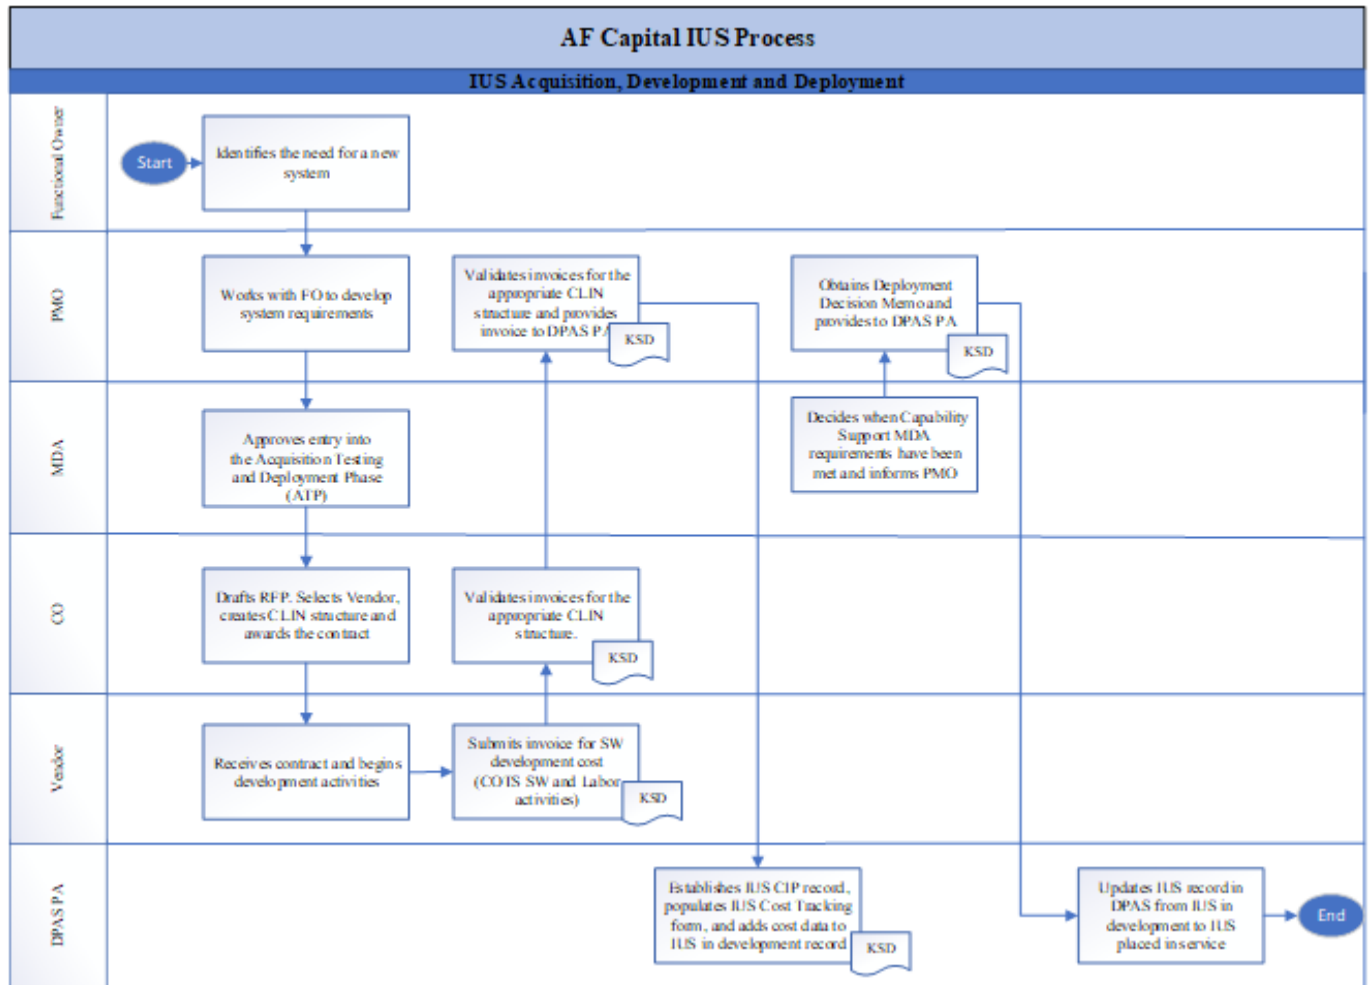 AF Capital IUS Process
IUS Acquisition, Development and Deployment
Functional Owner
Start
Identifies the need for a new
system
PMO
Works with FO to develop
system requirements
Validates invoices for the
appropriate CLIN
structure and provides
invoice to DPAS PA
KSD
Obtains Deployment
Decision Memo and
provides to DPAS PA
KSD
MDA
Approves entry into
the Acquisition Testing
and Deployment Phase
(ATP)
Decides when Capability
Support MDA
requirements have been
met and informs PMO
CO
Drafts RFP. Selects Vendor,
creates CLIN structure and
awards the contract
Validates invoices for the
appropriate CLIN
structure.
KSD
Vendor
Receives contract and begins
development activities
Submits invoice for SW
development cost
(COTS SW and Labor
activities)
KSD
DPAS PA
Establishes IUS CIP record,
populates IUS Cost Tracking
form, and adds cost data to
IUS in development record
KSD
Updates IUS record in
DPAS from IUS in
development to IUS
placed in service
End